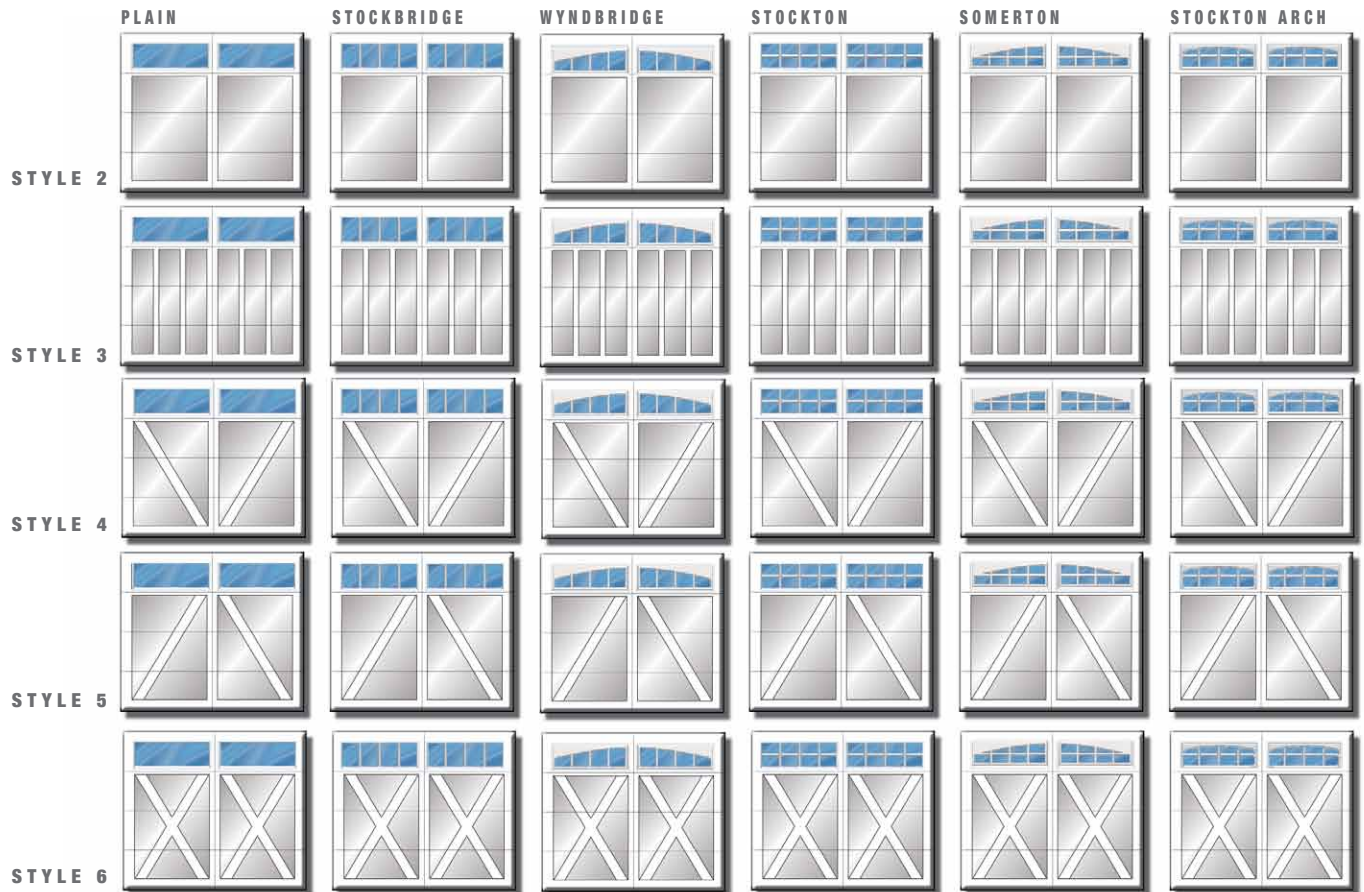 PLAIN STOCKBRIDGE WYNDBRIDGE STOCKTON SOMERTON STOCKTON ARCH
STYLE 2
STYLE 3
STYLE 4
STYLE 5
STYLE 6